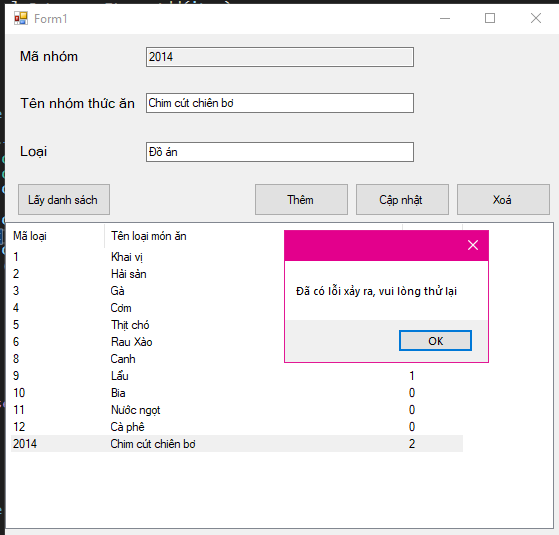 Form1
Mã nhóm
2014
Tên nhóm thức ăn
Chim cút chiên bơ
Loại
Đồ án
Lấy danh sách
Thêm
Cập nhật
Xoá
Mã loại Tên loại món ăn
1 Khai vị
2 Hải sản
3 Gà
4 Cơm
5 Thịt chó
6 Rau Xào
8 Canh
9 Lẩu 1
10 Bia 0
11 Nước ngọt 0
12 Cà phê 0
2014 Chim cút chiên bơ 2
Đã có lỗi xảy ra, vui lòng thử lại
OK